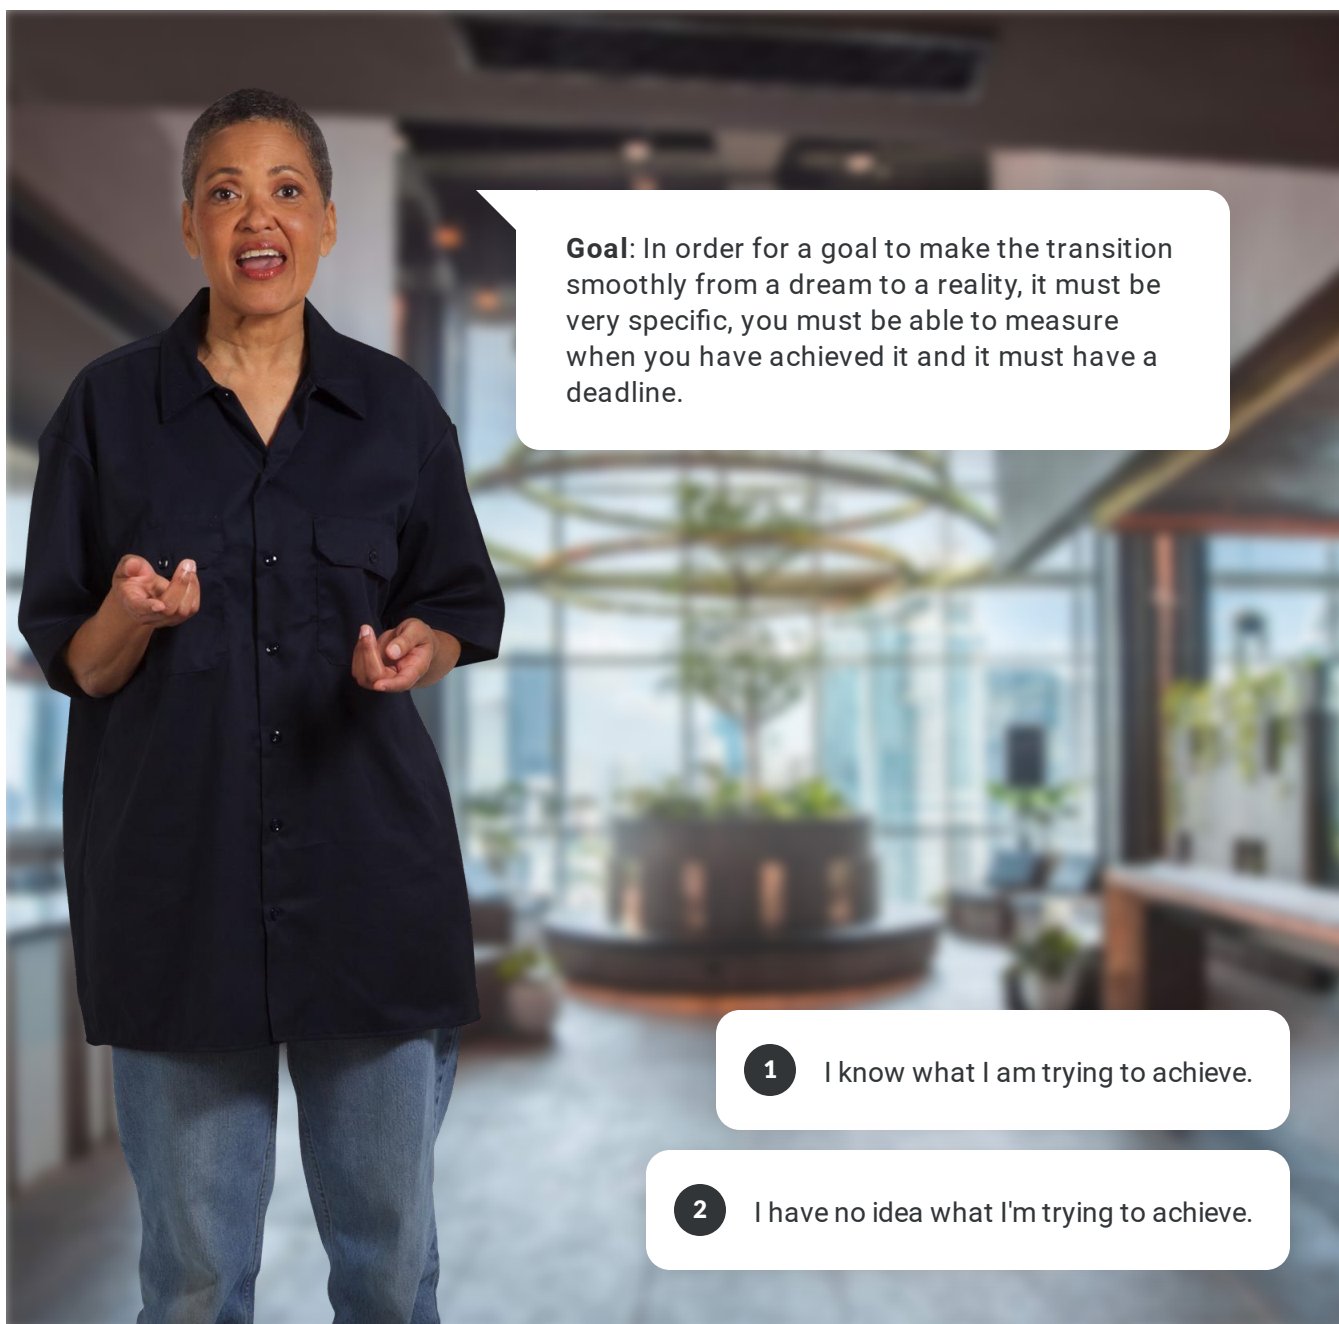 Goal: In order for a goal to make the transition
smoothly from a dream to a reality, it must be
very specific, you must be able to measure
when you have achieved it and it must have a
deadline.
1 I know what I am trying to achieve.
2 I have no idea what I'm trying to achieve.